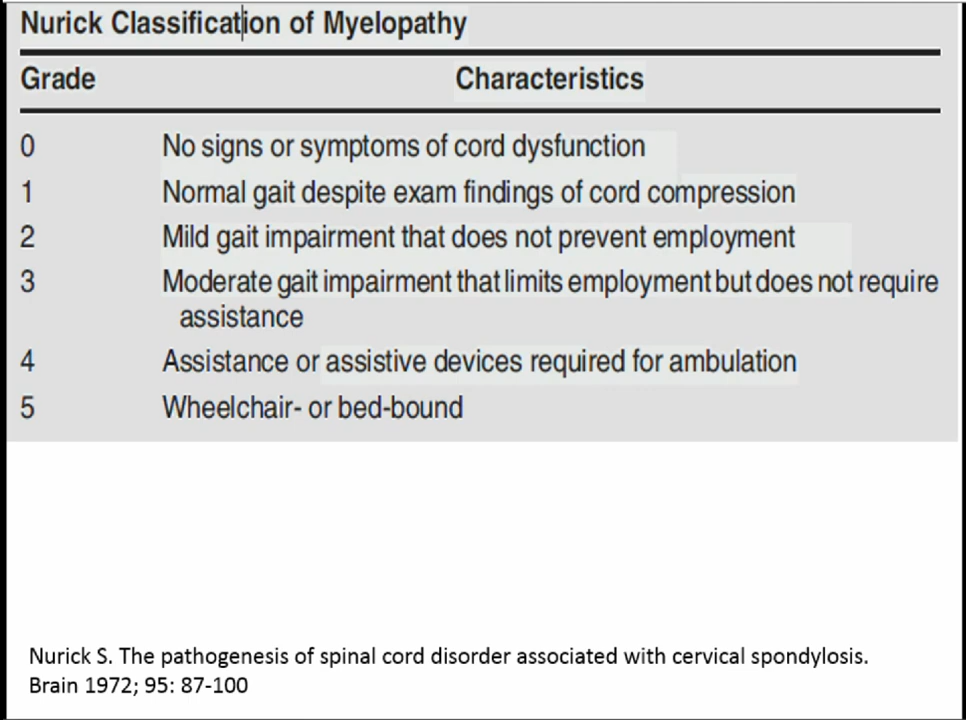 Nurick Classification of Myelopathy
Grade Characteristics
0 No signs or symptoms of cord dysfunction
1 Normal gait despite exam findings of cord compression
2 Mild gait impairment that does not prevent employment
3 Moderate gait impairment that limits employment but does not require
assistance
4 Assistance or assistive devices required for ambulation
5 Wheelchair- or bed-bound
Nurick S. The pathogenesis of spinal cord disorder associated with cervical spondylosis.
Brain 1972; 95: 87-100